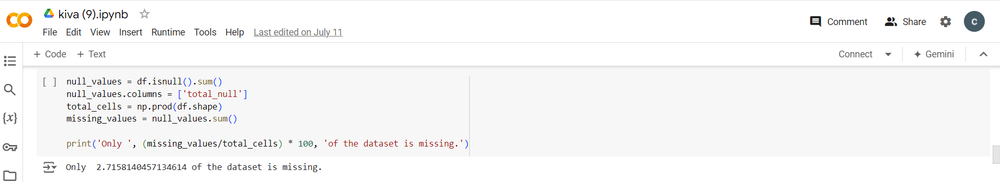 kiva (9).ipynb
File Edit View Insert Runtime Tools Help Last edited on July 11
Comment Share C
+ Code + Text Connect Gemini
{x}
[ ] null_values = df.isnull().sum()
null_values.columns = ['total_null']
total_cells = np.prod(df.shape)
missing_values = null_values.sum()
print('Only ', (missing_values/total_cells) * 100, 'of the dataset is missing.')
Only  2.7158140457134614 of the dataset is missing.